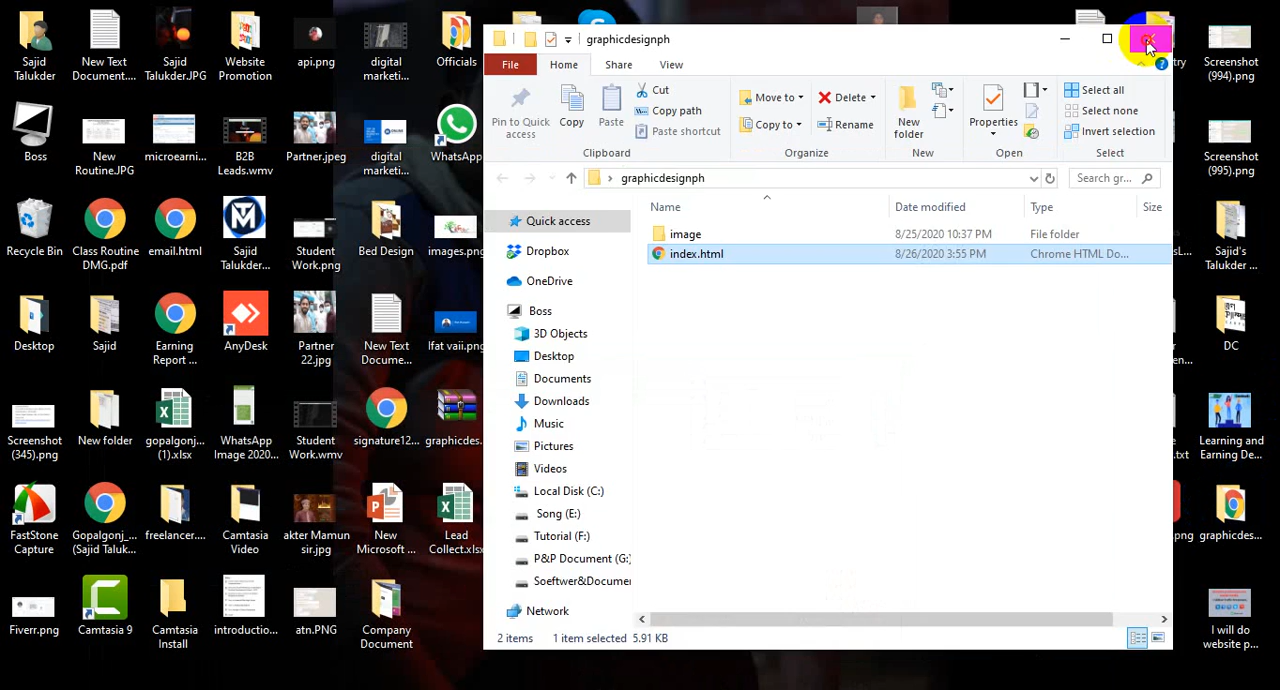 Sajid
Talukder
New Text
Document....
Sajid
Talukder.JPG
Website
Promotion
api.png
digital
marketi...
Officials
Boss
New
Routine.JPG
microearni...
B2B
Leads.wmv
Partner.jpeg
digital
marketi...
WhatsApp
Recycle Bin
Class Routine
DMG.pdf
email.html
Sajid
Talukder...
Student
Work.png
Bed Design
images.png
Desktop
Sajid
Earning
Report ...
AnyDesk
Partner
22.jpg
New Text
Docume...
Ifat vaii.png
Screenshot
(345).png
New folder
gopalgonj_...
(1).xlsx
WhatsApp
Image 2020...
Student
Work.wmv
signature12...
graphicdes...
FastStone
Capture
Gopalgonj_...
(Sajid Taluk...
freelancer....
Camtasia
Video
akter Mamun
sir.jpg
New
Microsoft ...
Lead
Collect.xlsx
Fiverr.png
Camtasia 9
Camtasia
Install
introductio...
atn.PNG
Company
Document
graphicdesignph
File
Home
Share
View
Pin to Quick
access
Copy
Paste
Cut
Copy path
Paste shortcut
Clipboard
Move to
Copy to
Delete
Rename
Organize
New
folder
New
Properties
Open
Select all
Select none
Invert selection
Select
graphicdesignph
Search gr...
Name
Date modified
Type
Size
image
8/25/2020 10:37 PM
File folder
index.html
8/26/2020 3:55 PM
Chrome HTML Do...
Quick access
Dropbox
OneDrive
Boss
3D Objects
Desktop
Documents
Downloads
Music
Pictures
Videos
Local Disk (C:)
Song (E:)
Tutorial (F:)
P&P Document (G:
Soeftwer&Documer
Network
2 items
1 item selected 5.91 KB
Screenshot
(994).png
Screenshot
(995).png
Sajid's
Talukder ...
DC
Learning and
Earning De...
graphicdes...
I will do
website p...